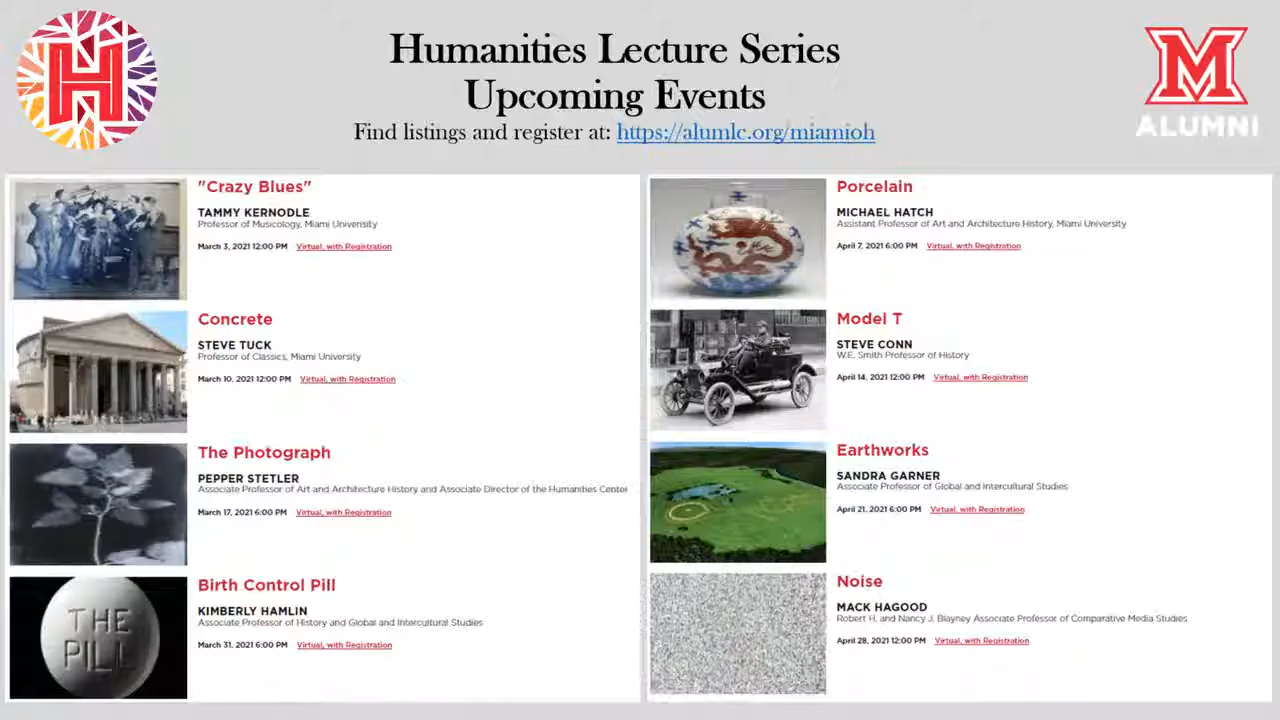 Humanities Lecture Series
Upcoming Events
Find listings and register at: https://alumlc.org/miamioh
H
M
ALUMNI
"Crazy Blues"
TAMMY KERNODLE
Professor of Musicology, Miami University
March 3, 2021 12:00 PM Virtual, with Registration
Concrete
STEVE TUCK
Professor of Classics, Miami University
March 10, 2021 12:00 PM Virtual, with Registration
The Photograph
PEPPER STETLER
Associate Professor of Art and Architecture History and Associate Director of the Humanities Center
March 17, 2021 6:00 PM Virtual, with Registration
THE
PILL
Birth Control Pill
KIMBERLY HAMLIN
Associate Professor of History and Global and Intercultural Studies
March 31, 2021 6:00 PM Virtual, with Registration
Porcelain
MICHAEL HATCH
Assistant Professor of Art and Architecture History, Miami University
April 7, 2021 6:00 PM Virtual, with Registration
Model T
STEVE CONN
W.E. Smith Professor of History
April 14, 2021 12:00 PM Virtual, with Registration
Earthworks
SANDRA GARNER
Associate Professor of Global and Intercultural Studies
April 21, 2021 6:00 PM Virtual, with Registration
Noise
MACK HAGOOD
Robert H. and Nancy J. Blayney Associate Professor of Comparative Media Studies
April 28, 2021 12:00 PM Virtual, with Registration